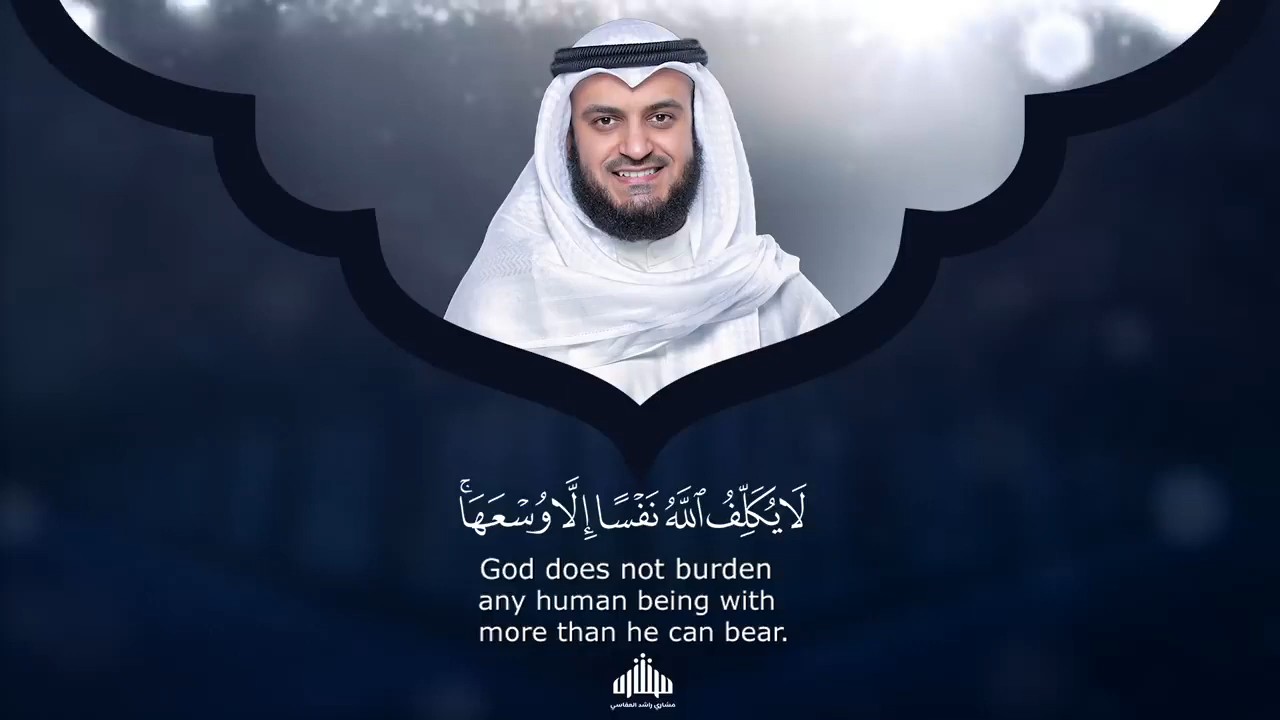 لَا يُكَلِّفُ ٱللَّهُ نَفْسًا إِلَّا وُسْعَهَاۚ
God does not burden
any human being with
more than he can bear.
مشاري راشد العفاسي